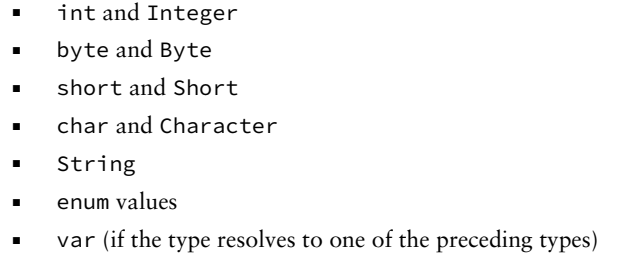 ▪ int and Integer
▪ byte and Byte
▪ short and Short
▪ char and Character
▪ String
▪ enum values
▪ var (if the type resolves to one of the preceding types)